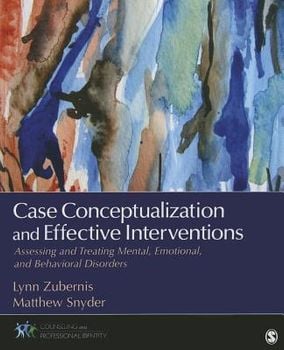 Case Conceptualization
and Effective Interventions
Assessing and Treating Mental, Emotional,
and Behavioral Disorders
Lynn Zubernis
Matthew Snyder
COUNSELING and
PROFESSIONAL IDENTITY
SAGE